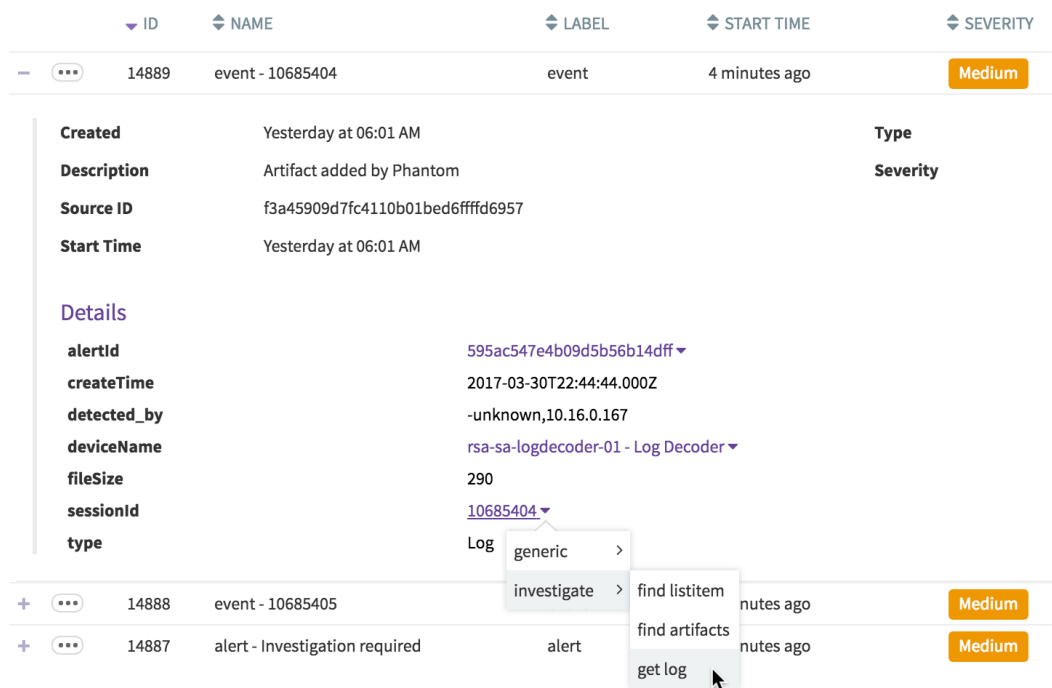 ID NAME LABEL START TIME SEVERITY
14889 event - 10685404 event 4 minutes ago Medium
Created Yesterday at 06:01 AM Type
Description Artifact added by Phantom Severity
Source ID f3a45909d7fc4110b01bed6ffffd6957
Start Time Yesterday at 06:01 AM
Details
alertId 595ac547e4b09d5b56b14dff
createTime 2017-03-30T22:44:44.000Z
detected_by -unknown,10.16.0.167
deviceName rsa-sa-logdecoder-01 - Log Decoder
fileSize 290
sessionId 10685404
type Log
generic
investigate find listitem
14888 event - 10685405 ago Medium
find artifacts
14887 alert - Investigation required alert ago Medium
get log